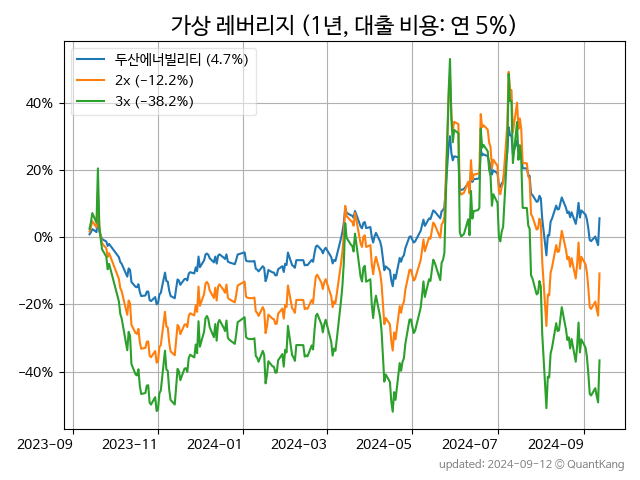 가상 레버리지 (1년, 대출 비용: 연 5%)
두산에너빌리티 (4.7%)
2x (−12.2%)
3x (−38.2%)
40%
20%
0%
−20%
−40%
2023-09 2023-11 2024-01 2024-03 2024-05 2024-07 2024-09
updated: 2024-09-12 © QuantKang